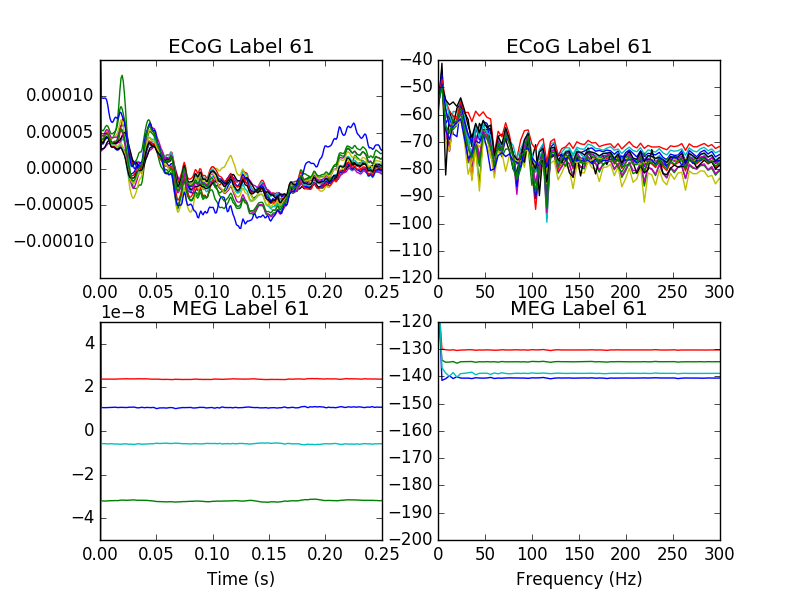 ECoG Label 61
0.00010
0.00005
0.00000
−0.00005
−0.00010
0.00 0.05 0.10 0.15 0.20 0.25
ECoG Label 61
−40
−50
−60
−70
−80
−90
−100
−110
−120
0 50 100 150 200 250 300
MEG Label 61
1e−8
4
2
0
−2
−4
0.00 0.05 0.10 0.15 0.20 0.25
Time (s)
MEG Label 61
−120
−130
−140
−150
−160
−170
−180
−190
−200
0 50 100 150 200 250 300
Frequency (Hz)